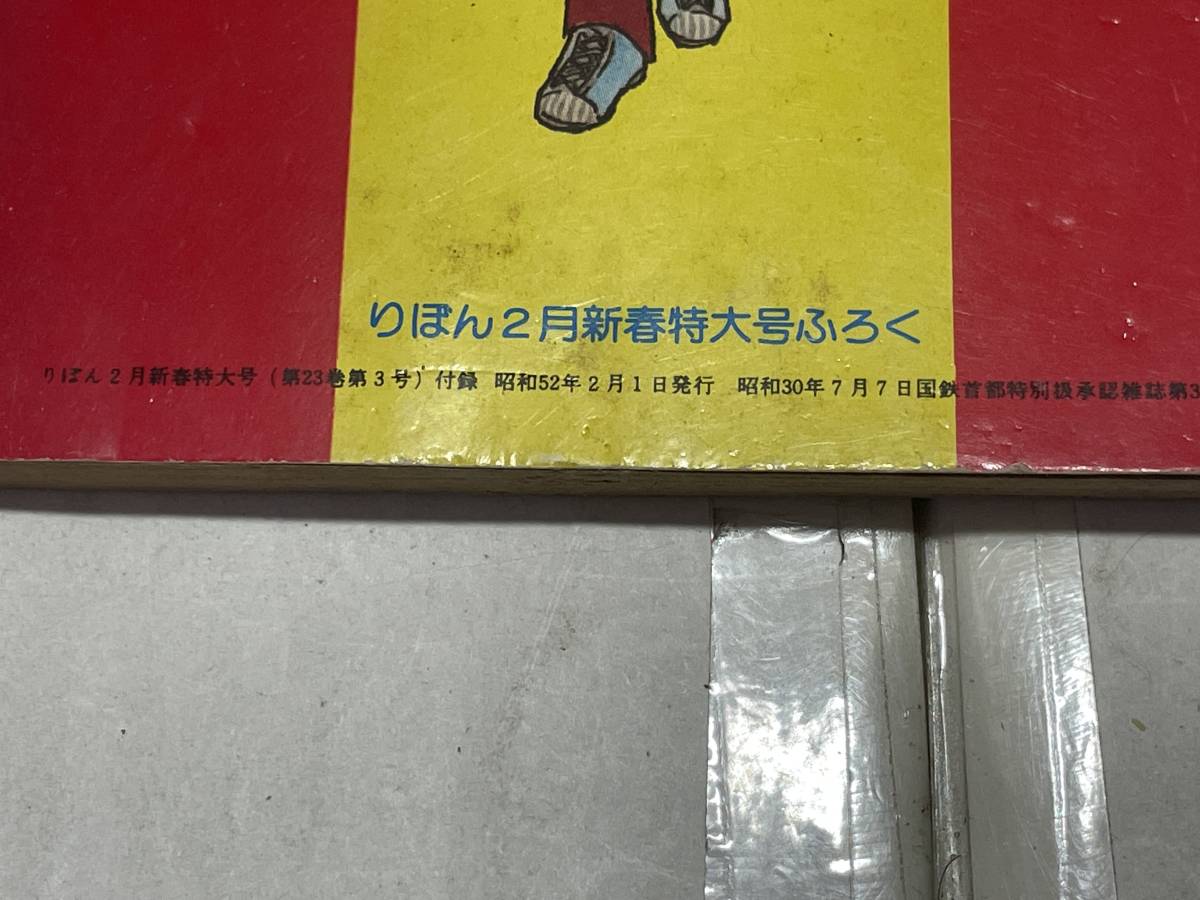 りぼん２月新春特大号ふろく
りぼん２月新春特大号（第23巻第３号）付録 昭和52年２月１日発行 昭和30年７月７日国鉄首都特別扱承認雑誌第3